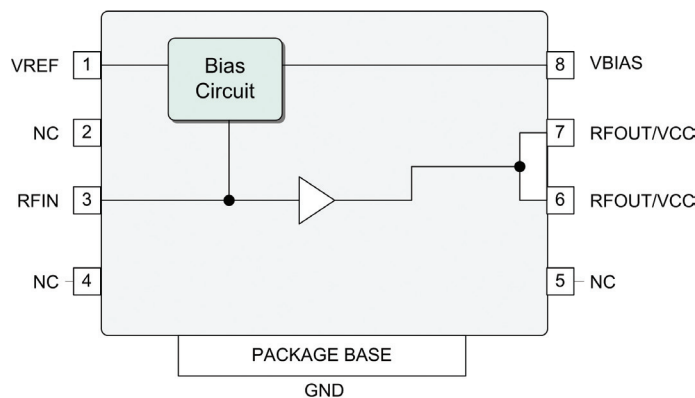 VREF 1 Bias Circuit 8 VBIAS
NC 2 7 RFOUT/VCC
RFIN 3 6 RFOUT/VCC
NC 4 5 NC
PACKAGE BASE
GND